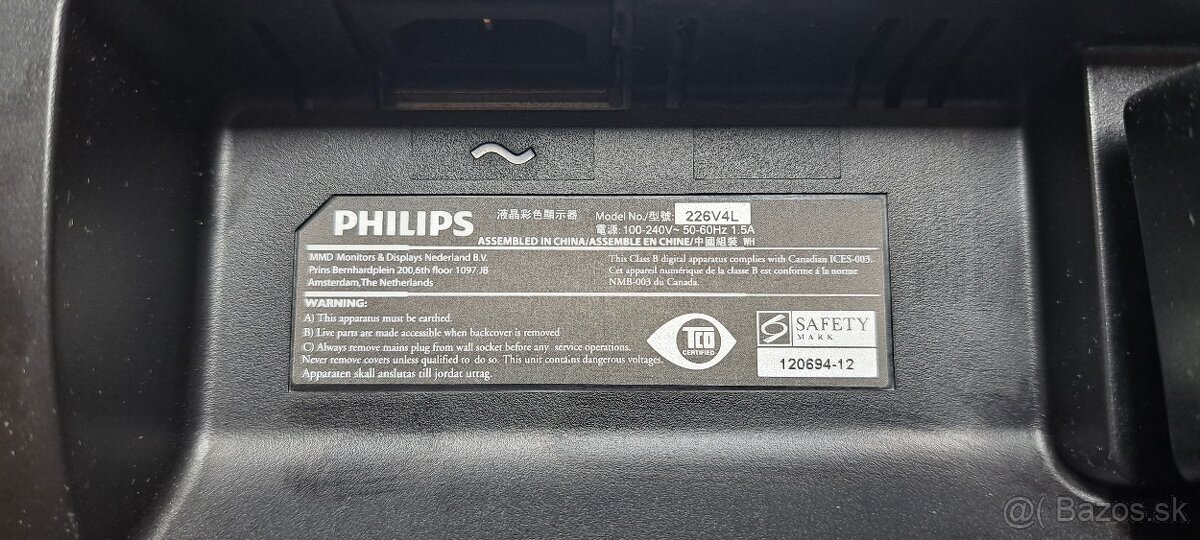 PHILIPS 液晶彩色顯示器 Model No./型號: 226V4L
電源: 100-240V~ 50-60Hz 1.5A
ASSEMBLED IN CHINA/ASSEMBLE EN CHINE/中國組裝 WH
MMD Monitors & Displays Nederland B.V.
Prins Bernhardplein 200,6th floor 1097 JB
Amsterdam,The Netherlands
This Class B digital apparatus complies with Canadian ICES-003.
Cet appareil numérique de la classe B est conforme á la norme
NMB-003 du Canada.
WARNING:
A) This apparatus must be earthed.
B) Live parts are made accessible when backcover is removed
C) Always remove mains plug from wall socket before any service operations.
Never remove covers unless qualified to do so. This unit contains dangerous voltages.
Apparaten skall anslutas till jordat uttag.
TCO
CERTIFIED
S SAFETY
MARK
120694-12
@( Bazos.sk